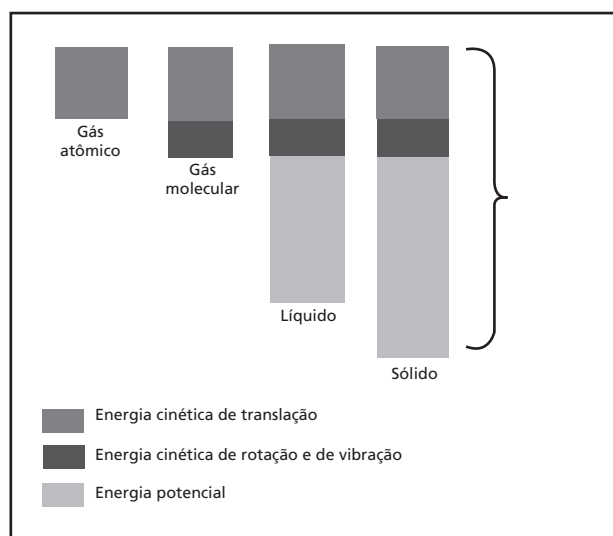 Gás
atômico
Gás
molecular
Líquido
Sólido
Energia cinética de translação
Energia cinética de rotação e de vibração
Energia potencial